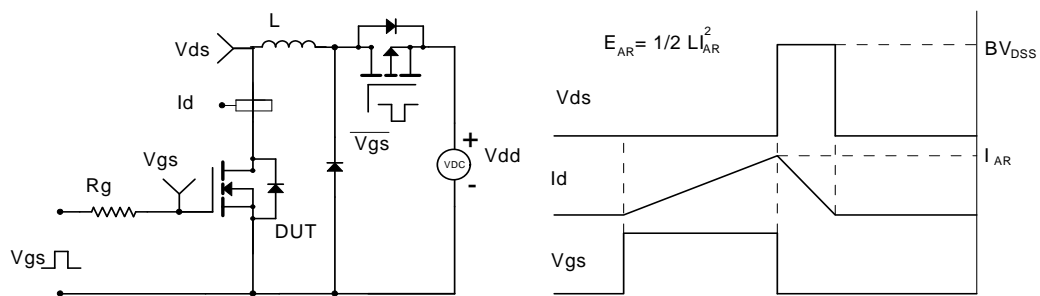 L
Vds
Id
Vgs
Vdd
+
VDC
-
Vgs
Rg
DUT
Vgs
E_AR = 1/2 LI_AR^2
BV_DSS
Vds
I_AR
Id
Vgs